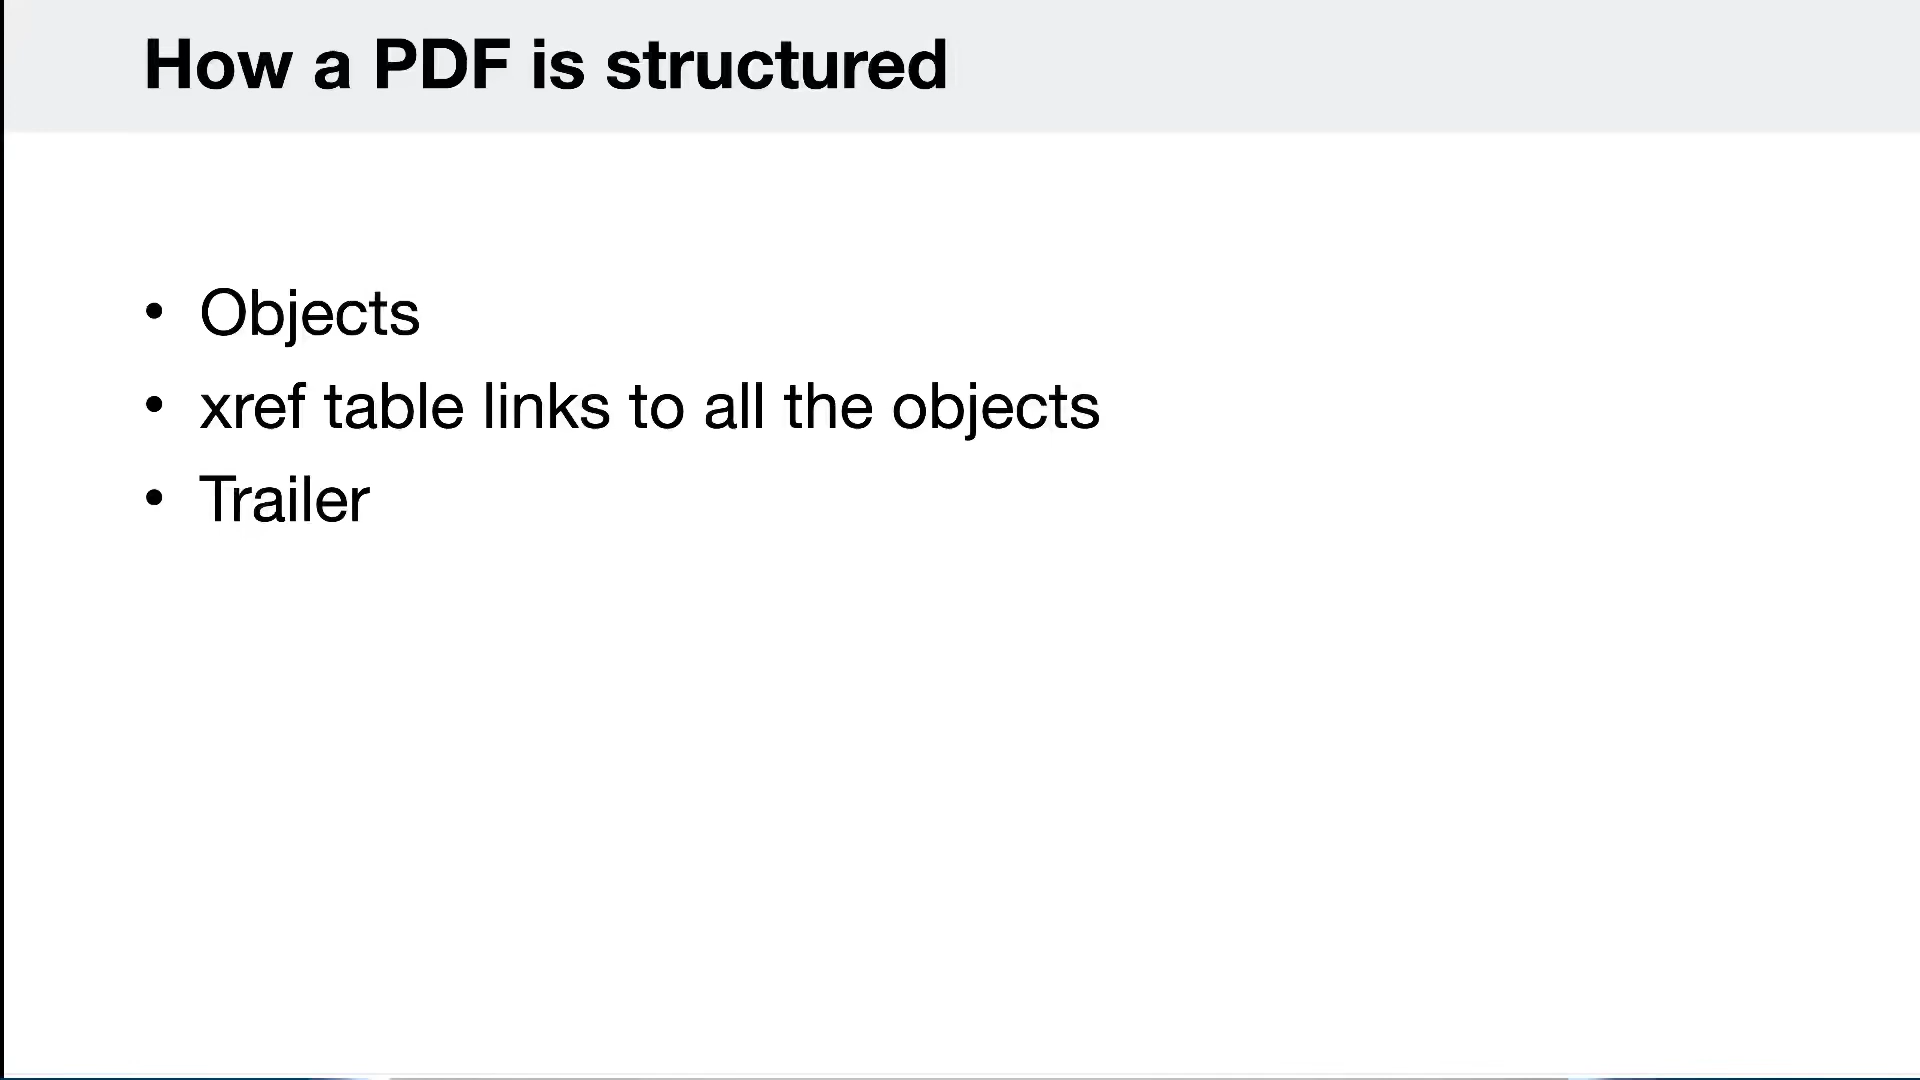 How a PDF is structured
• Objects
• xref table links to all the objects
• Trailer